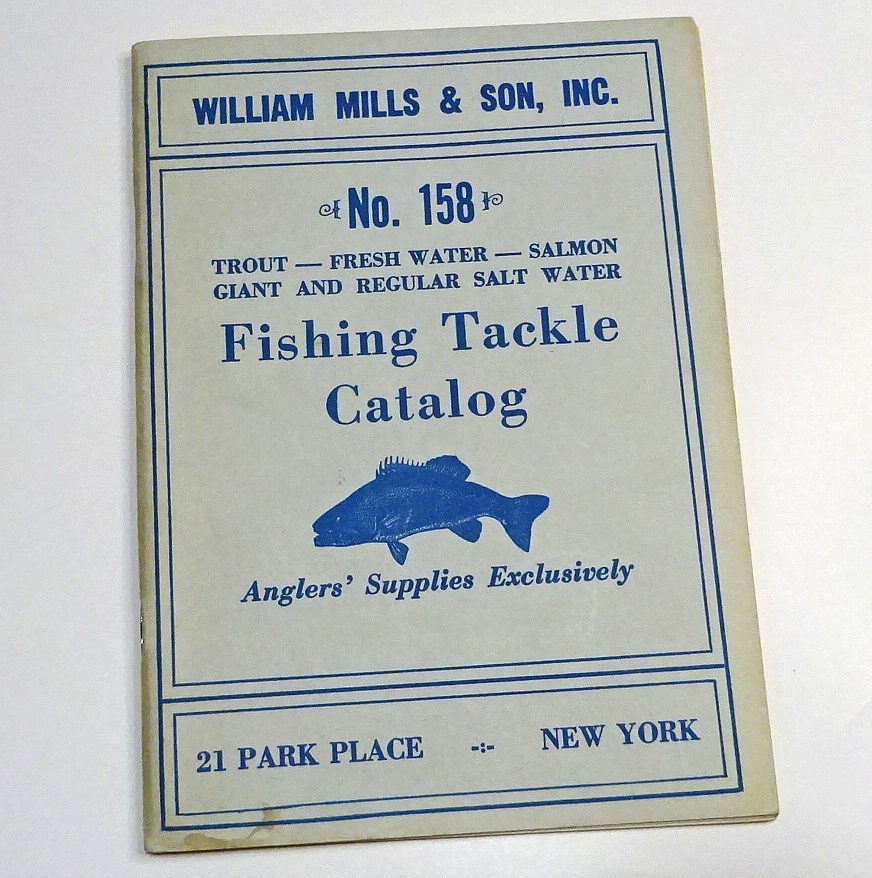 WILLIAM MILLS & SON, INC.
No. 158
TROUT — FRESH WATER — SALMON
GIANT AND REGULAR SALT WATER
Fishing Tackle
Catalog
Anglers' Supplies Exclusively
21 PARK PLACE -:- NEW YORK